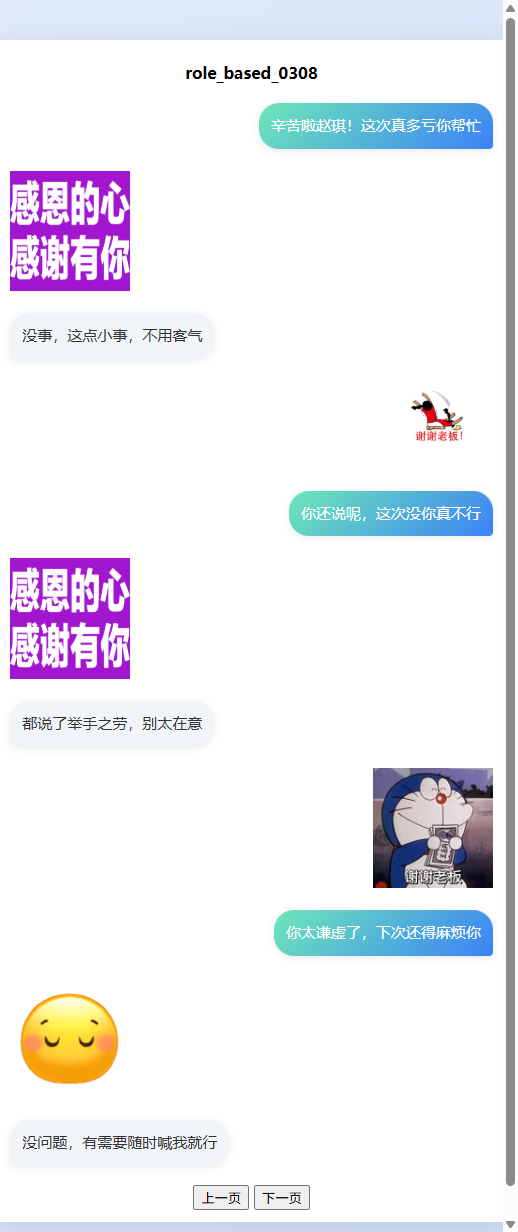 role_based_0308
辛苦啦赵琪！这次真多亏你帮忙
感恩的心
感谢有你
没事，这点小事，不用客气
谢谢老板！
你还说呢，这次没你真不行
感恩的心
感谢有你
都说了举手之劳，别太在意
谢谢老板
你太谦虚了，下次还得麻烦你
没问题，有需要随时喊我就行
上一页 下一页